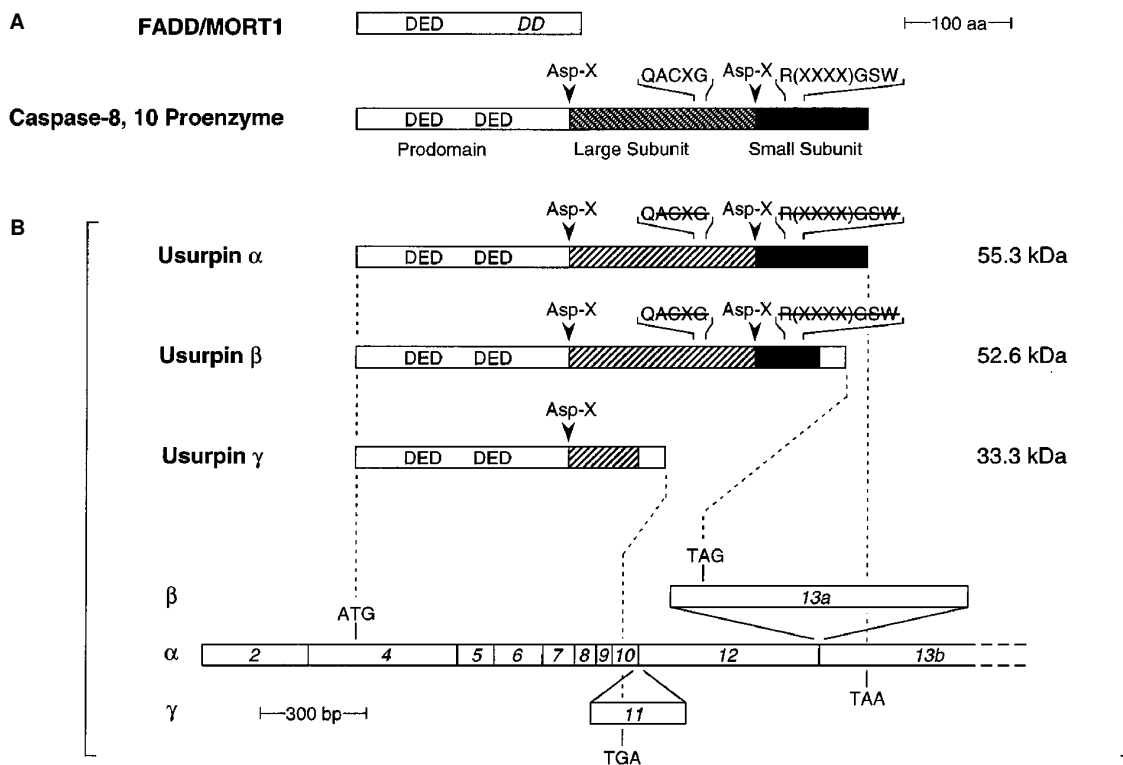 A FADD/MORT1 DED DD 100 aa
Asp-X QACXG Asp-X R(XXXX)GSW
Caspase-8, 10 Proenzyme DED DED
Prodomain Large Subunit Small Subunit
B Asp-X QACXG Asp-X R(XXXX)GSW
Usurpin α DED DED 55.3 kDa
Asp-X QACXG Asp-X R(XXXX)GSW
Usurpin β DED DED 52.6 kDa
Asp-X
Usurpin γ DED DED 33.3 kDa
TAG
β 13a
ATG
α 2 4 5 6 7 8 9 10 12 13b
TAA
γ 300 bp 11
TGA